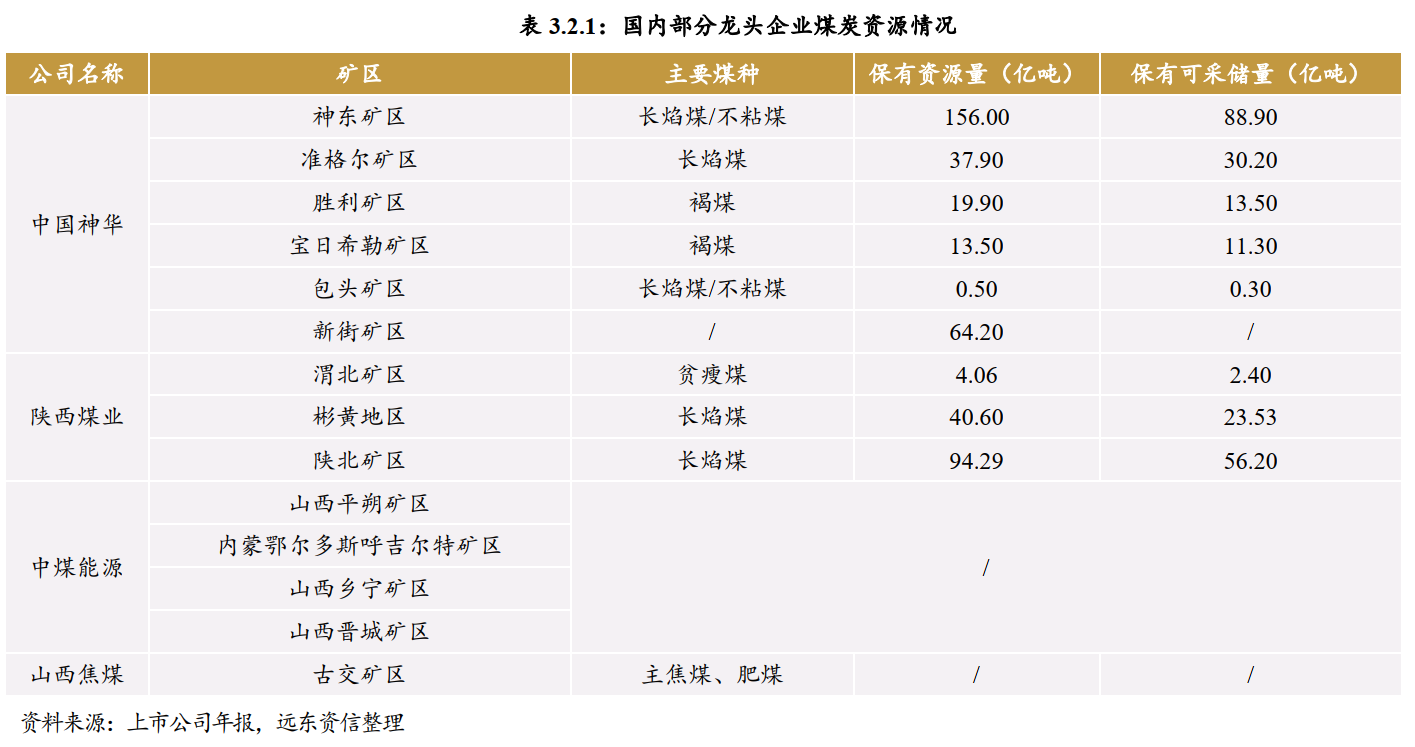 表 3.2.1：国内部分龙头企业煤炭资源情况
公司名称 矿区 主要煤种 保有资源量（亿吨） 保有可采储量（亿吨）
中国神华
神东矿区 长焰煤/不粘煤 156.00 88.90
准格尔矿区 长焰煤 37.90 30.20
胜利矿区 褐煤 19.90 13.50
宝日希勒矿区 褐煤 13.50 11.30
包头矿区 长焰煤/不粘煤 0.50 0.30
新街矿区 / 64.20 /
陕西煤业
渭北矿区 贫瘦煤 4.06 2.40
彬黄地区 长焰煤 40.60 23.53
陕北矿区 长焰煤 94.29 56.20
中煤能源
山西平朔矿区
内蒙鄂尔多斯呼吉尔特矿区
山西乡宁矿区
山西晋城矿区
/
山西焦煤 古交矿区 主焦煤、肥煤 / /
资料来源：上市公司年报，远东资信整理